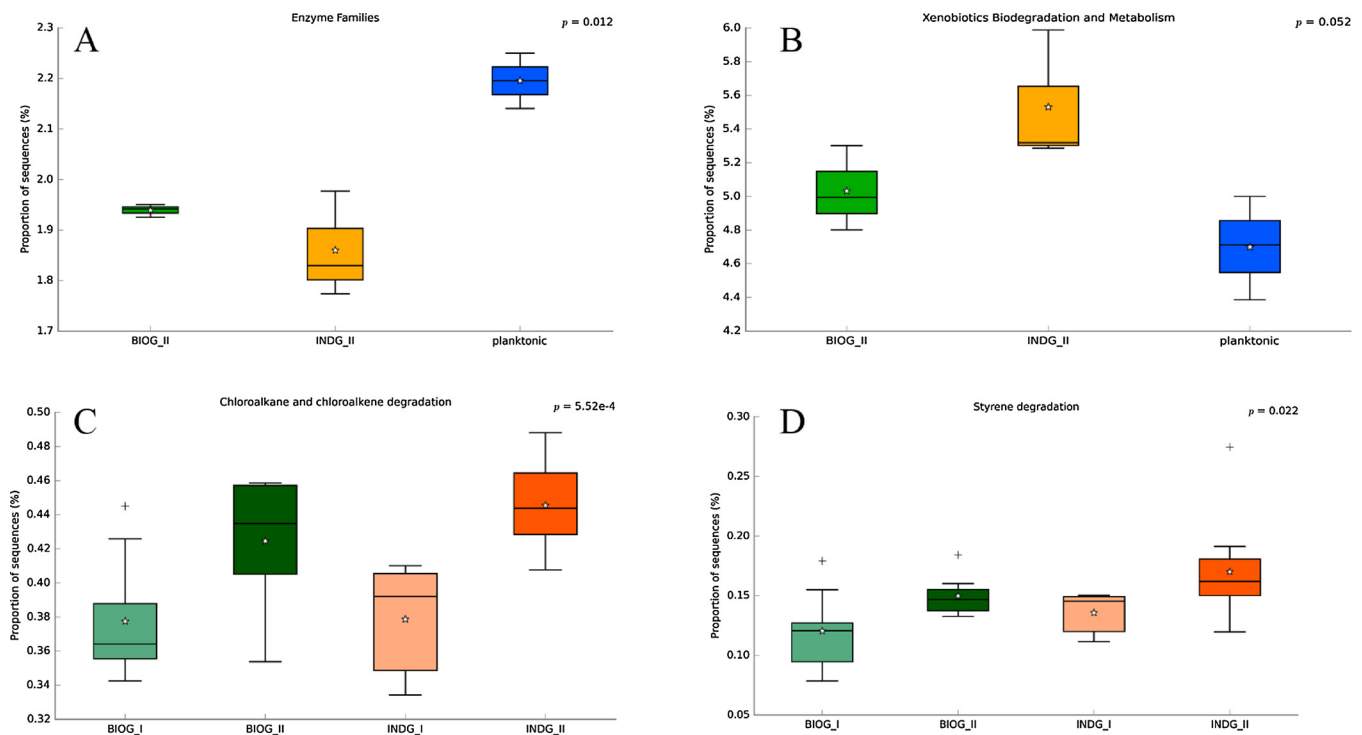 A
Enzyme Families
p = 0.012
Proportion of sequences (%)
2.3
2.2
2.1
2.0
1.9
1.8
1.7
BIOG_II
INDG_II
planktonic
B
Xenobiotics Biodegradation and Metabolism
p = 0.052
Proportion of sequences (%)
6.0
5.8
5.6
5.4
5.2
5.0
4.8
4.6
4.4
4.2
BIOG_II
INDG_II
planktonic
C
Chloroalkane and chloroalkene degradation
p = 5.52e-4
Proportion of sequences (%)
0.50
0.48
0.46
0.44
0.42
0.40
0.38
0.36
0.34
0.32
BIOG_I
BIOG_II
INDG_I
INDG_II
D
Styrene degradation
p = 0.022
Proportion of sequences (%)
0.30
0.25
0.20
0.15
0.10
0.05
BIOG_I
BIOG_II
INDG_I
INDG_II